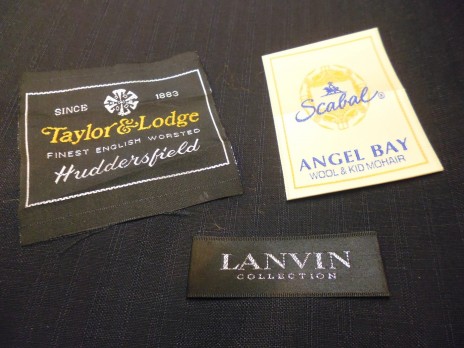 SINCE 1883
Taylor & Lodge
FINEST ENGLISH WORSTED
Huddersfield
Scabal®
ANGEL BAY
WOOL & KID MOHAIR
LANVIN
COLLECTION